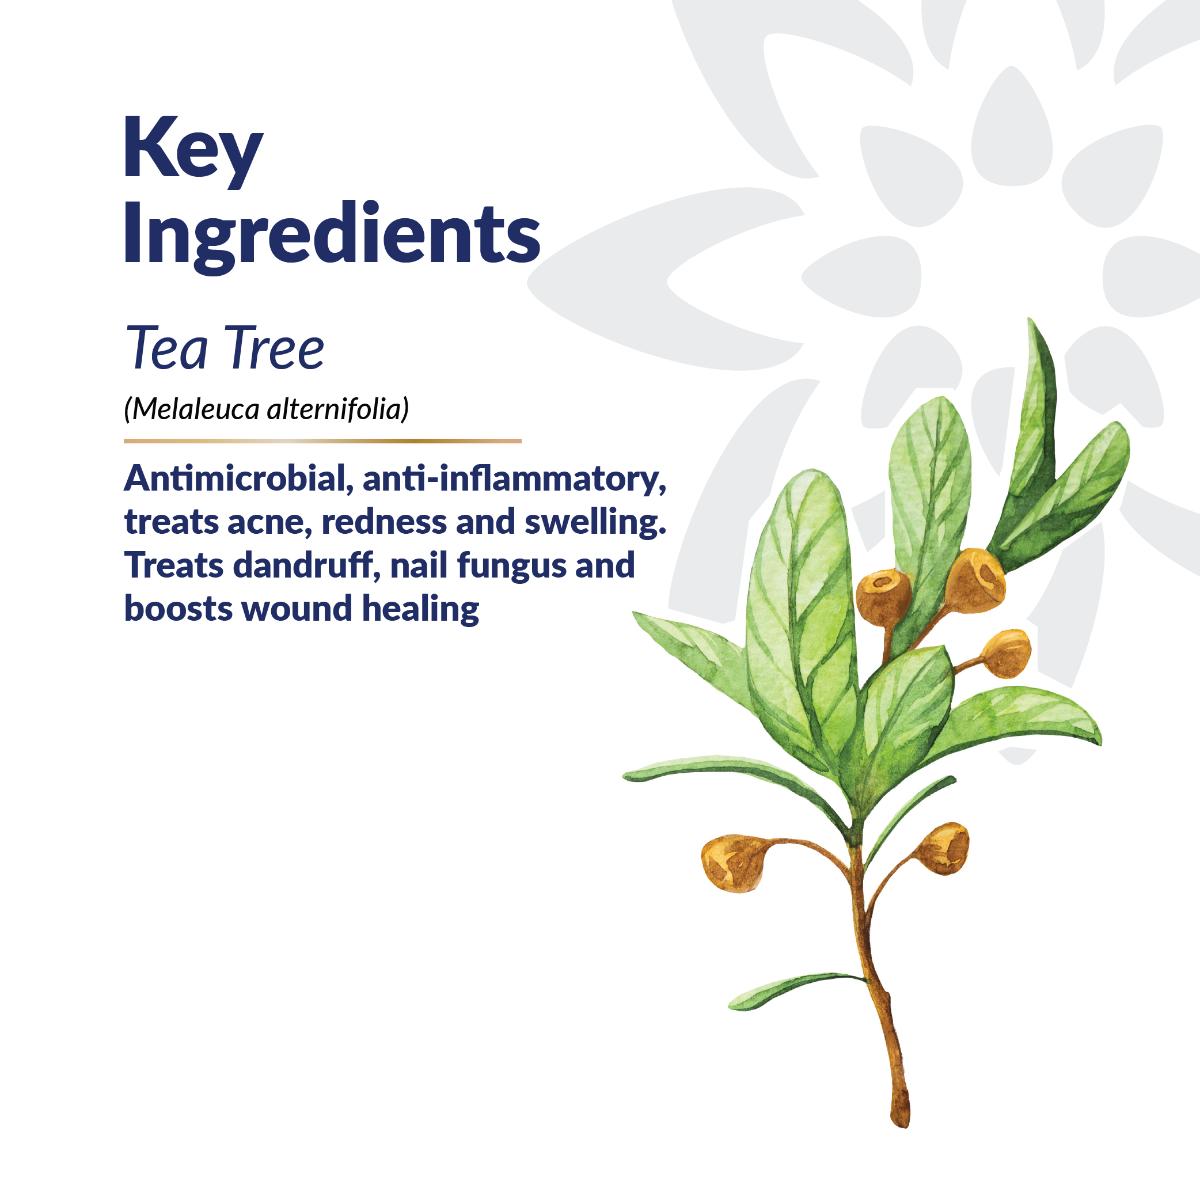 Key
Ingredients
Tea Tree
(Melaleuca alternifolia)
Antimicrobial, anti-inflammatory,
treats acne, redness and swelling.
Treats dandruff, nail fungus and
boosts wound healing